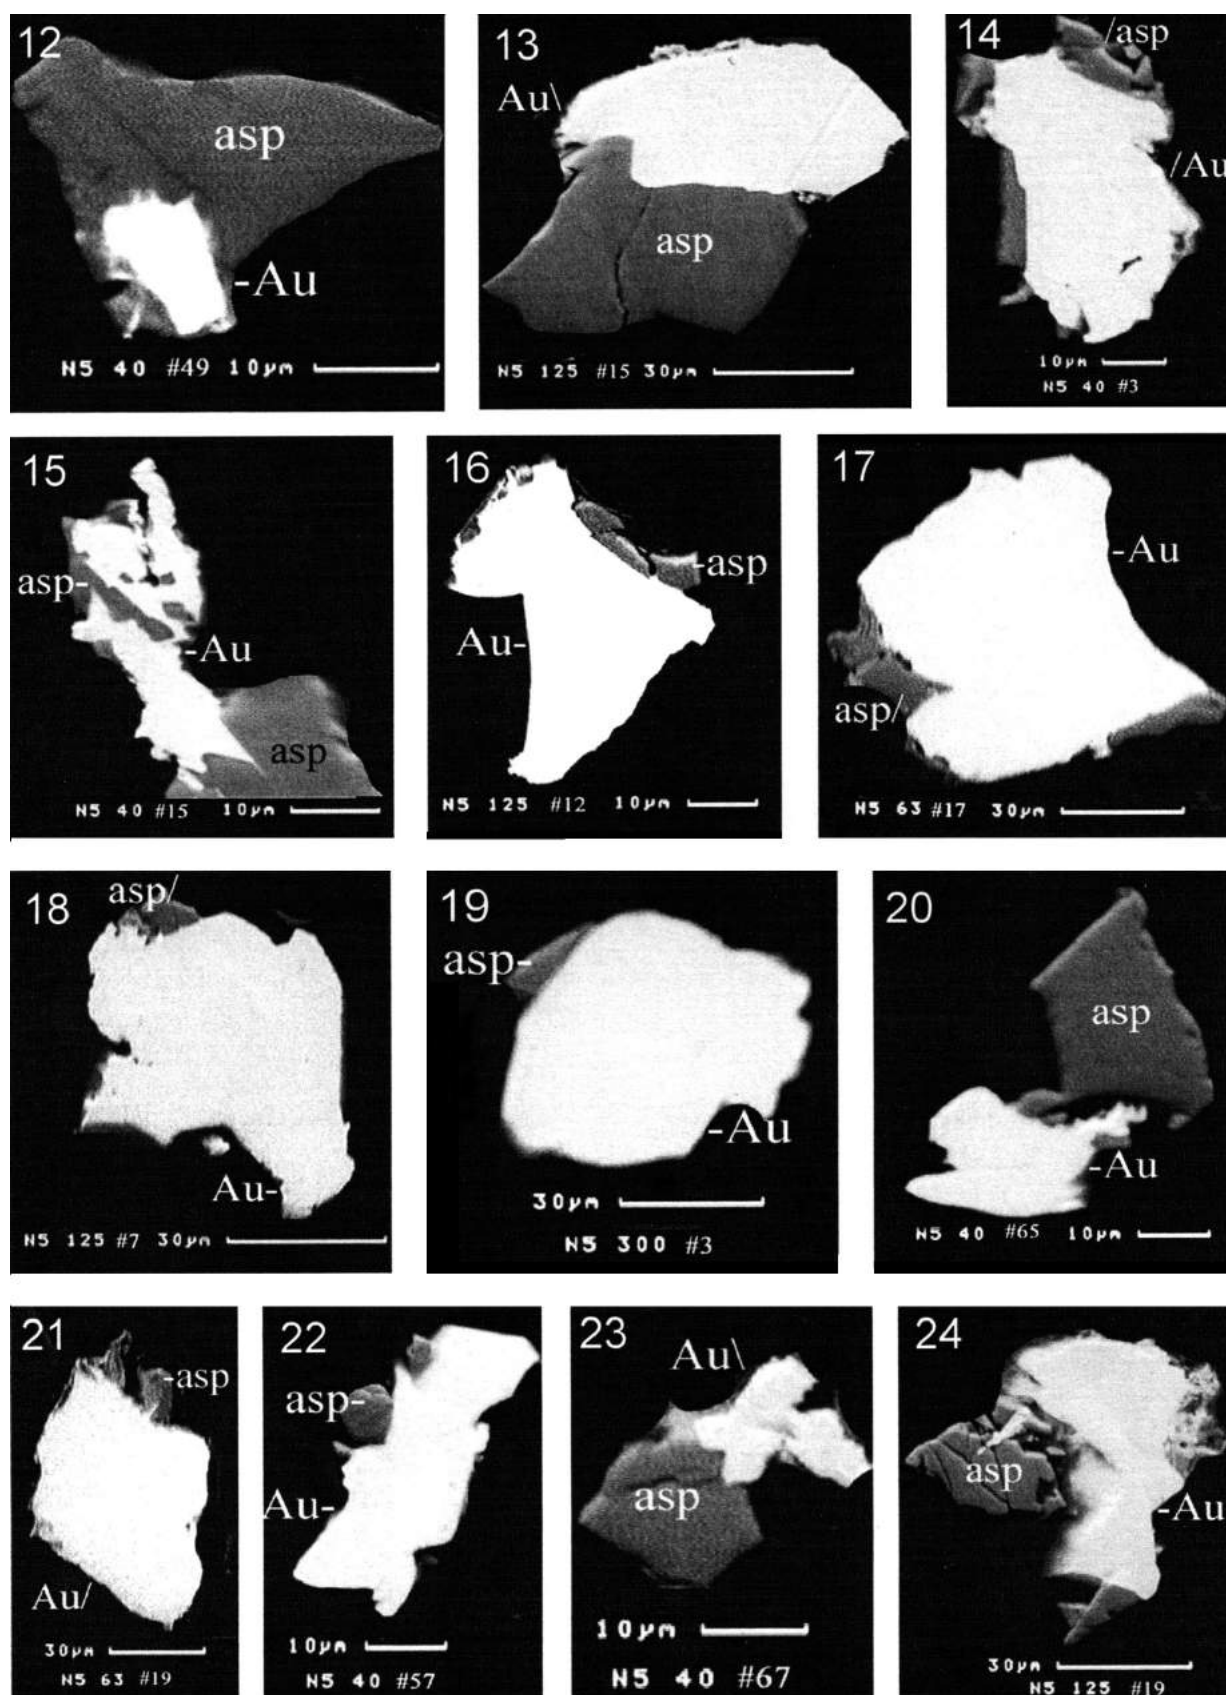 12
asp
-Au
N5 40 #49 10µm
13
Au\
asp
N5 125 #15 30µm
14
/asp
/Au
10µm
N5 40 #3
15
asp-
-Au
asp
N5 40 #15 10µm
16
-asp
Au-
N5 125 #12 10µm
17
-Au
asp/
N5 63 #17 30µm
18
asp/
Au-
N5 125 #7 30µm
19
asp-
-Au
30µm
N5 300 #3
20
asp
-Au
N5 40 #65 10µm
21
-asp
Au/
30µm
N5 63 #19
22
asp-
Au-
10µm
N5 40 #57
23
Au\
asp
10µm
N5 40 #67
24
asp
-Au
30µm
N5 125 #19